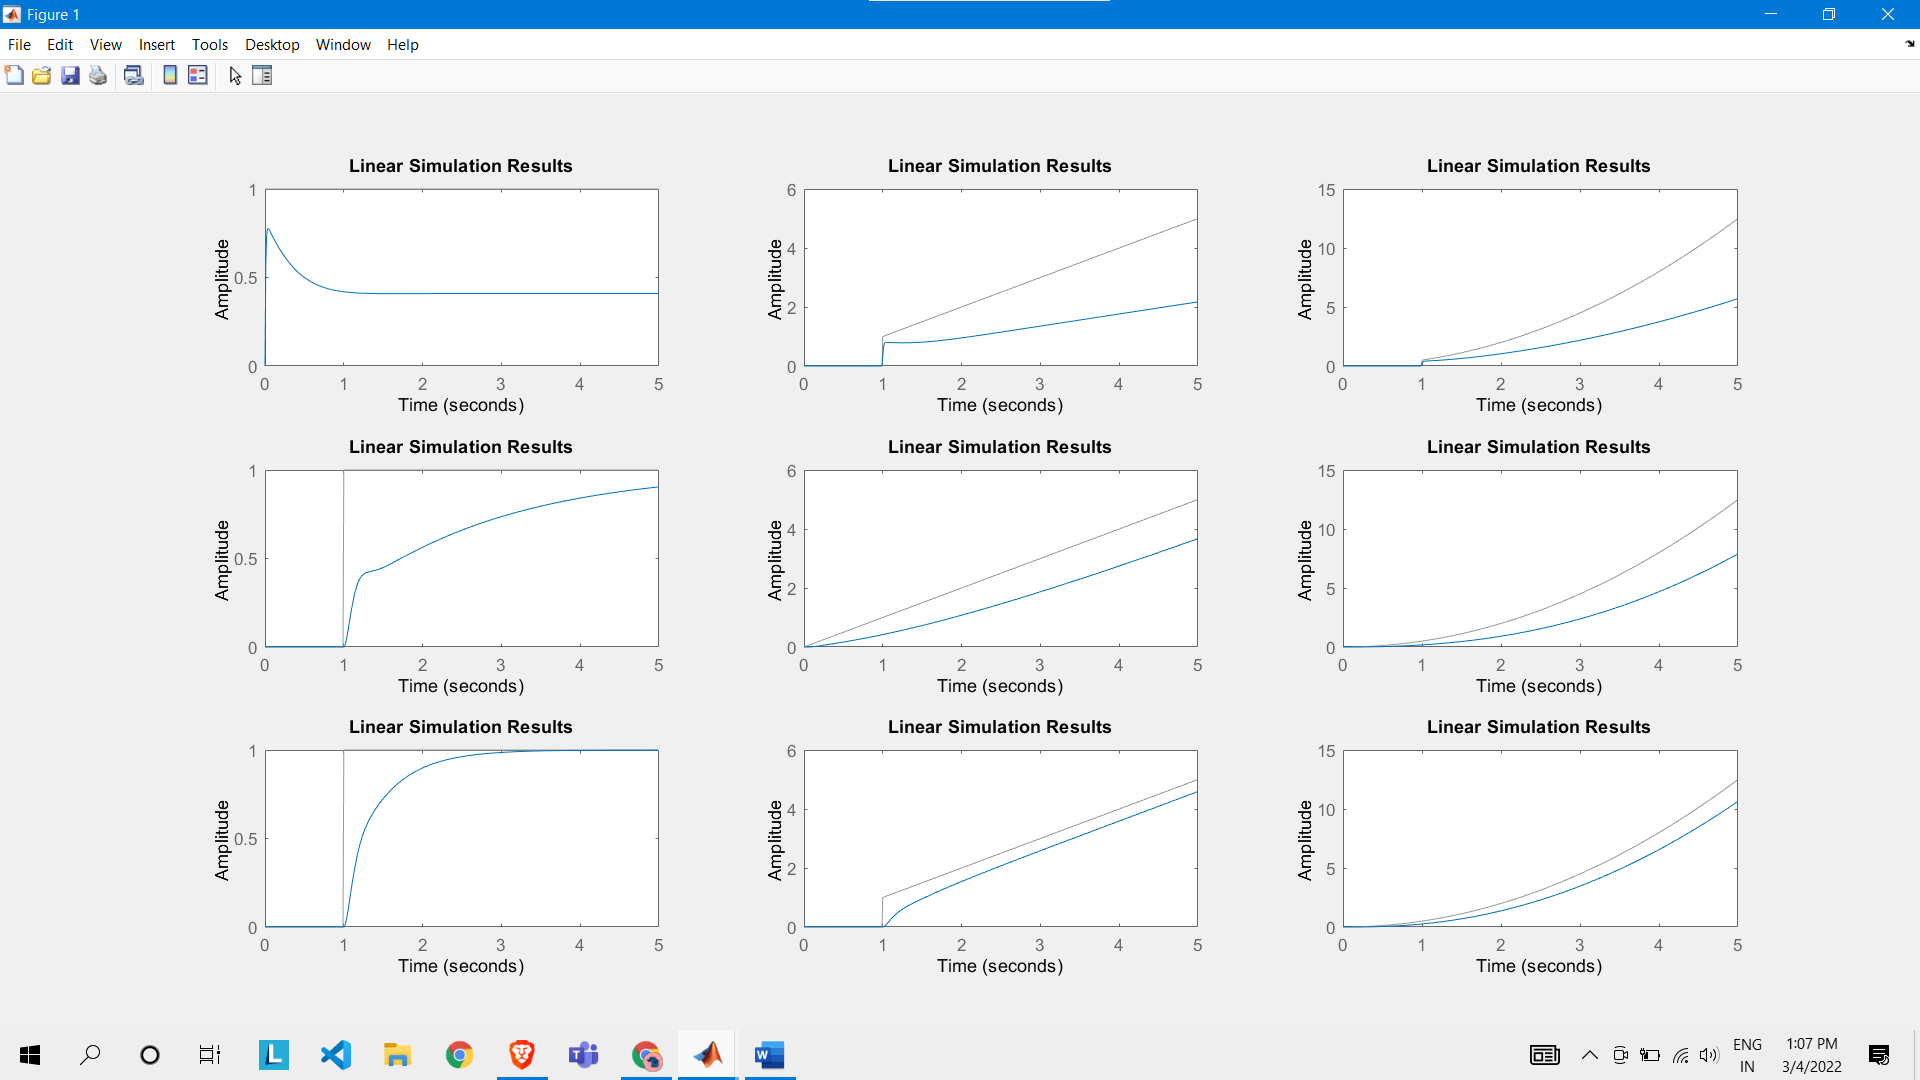 Figure 1
File Edit View Insert Tools Desktop Window Help
Linear Simulation Results
1
0.5
0
Amplitude
0 1 2 3 4 5
Time (seconds)
Linear Simulation Results
6
4
2
0
Amplitude
0 1 2 3 4 5
Time (seconds)
Linear Simulation Results
15
10
5
0
Amplitude
0 1 2 3 4 5
Time (seconds)
Linear Simulation Results
1
0.5
0
Amplitude
0 1 2 3 4 5
Time (seconds)
Linear Simulation Results
6
4
2
0
Amplitude
0 1 2 3 4 5
Time (seconds)
Linear Simulation Results
15
10
5
0
Amplitude
0 1 2 3 4 5
Time (seconds)
Linear Simulation Results
1
0.5
0
Amplitude
0 1 2 3 4 5
Time (seconds)
Linear Simulation Results
6
4
2
0
Amplitude
0 1 2 3 4 5
Time (seconds)
Linear Simulation Results
15
10
5
0
Amplitude
0 1 2 3 4 5
Time (seconds)
L
T
W
ENG
IN
1:07 PM
3/4/2022